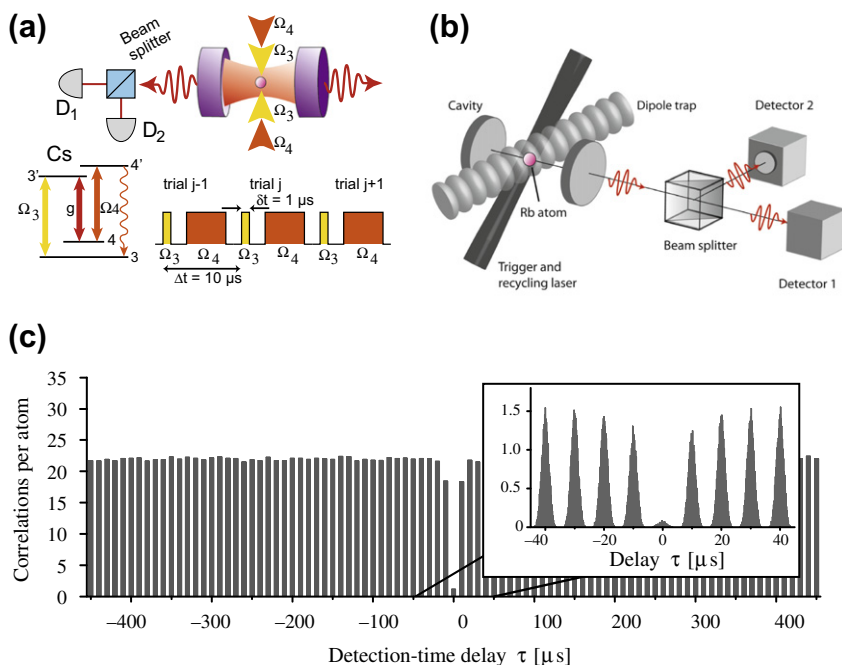 (a)
Beam
splitter
D1
D2
Ω4
Ω3
Ω3
Ω4
Cs
3' 4'
Ω3 g Ω4
4
3
trial j-1 trial j trial j+1
δt = 1 μs
Ω3 Ω4 Ω3 Ω4 Ω3 Ω4
Δt = 10 μs
(b)
Cavity
Dipole trap
Detector 2
Rb atom
Beam splitter
Trigger and
recycling laser
Detector 1
(c)
Correlations per atom
35
30
25
20
15
10
5
0
−400 −300 −200 −100 0 100 200 300 400
Detection-time delay τ [μs]
1.5
1.0
0.5
0
−40 −20 0 20 40
Delay τ [μs]